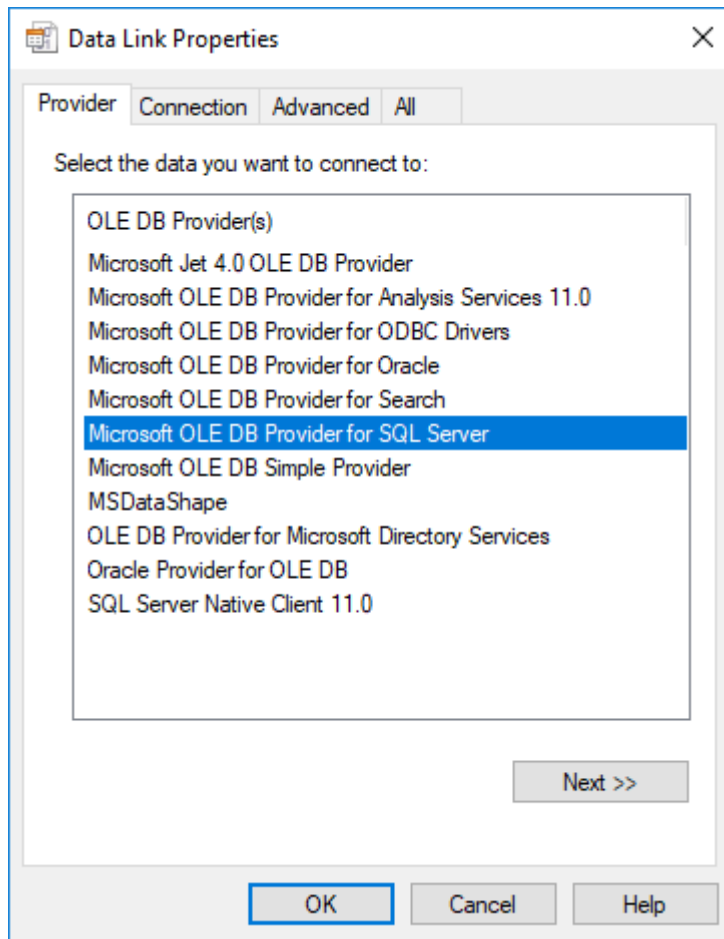 Data Link Properties
Provider Connection Advanced All
Select the data you want to connect to:
OLE DB Provider(s)
Microsoft Jet 4.0 OLE DB Provider
Microsoft OLE DB Provider for Analysis Services 11.0
Microsoft OLE DB Provider for ODBC Drivers
Microsoft OLE DB Provider for Oracle
Microsoft OLE DB Provider for Search
Microsoft OLE DB Provider for SQL Server
Microsoft OLE DB Simple Provider
MSDataShape
OLE DB Provider for Microsoft Directory Services
Oracle Provider for OLE DB
SQL Server Native Client 11.0
Next >>
OK Cancel Help